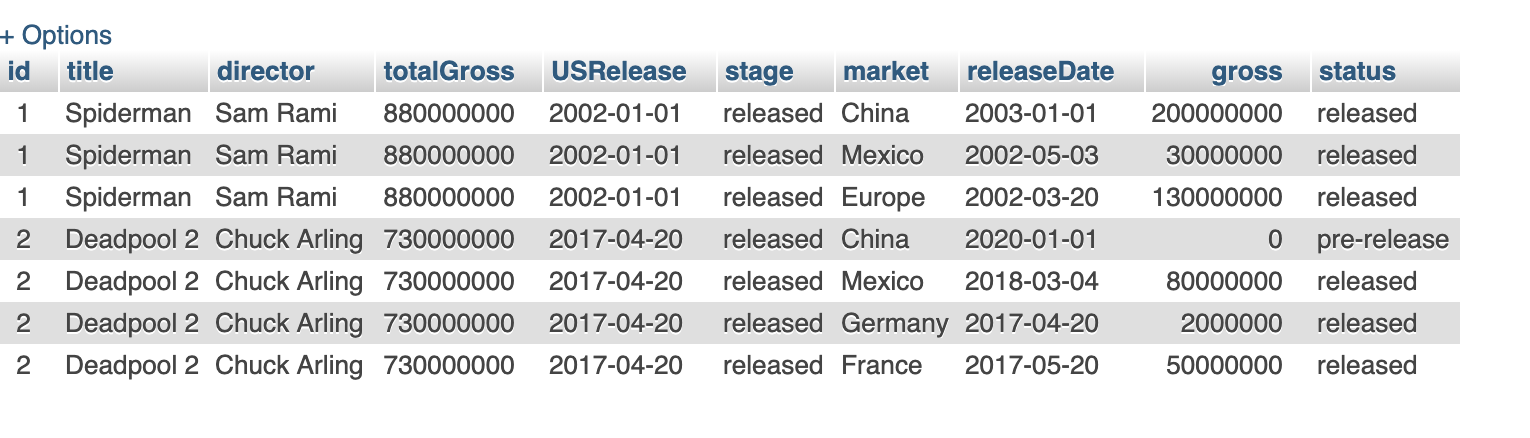 + Options
id title director totalGross USRelease stage market releaseDate gross status
1 Spiderman Sam Rami 880000000 2002-01-01 released China 2003-01-01 200000000 released
1 Spiderman Sam Rami 880000000 2002-01-01 released Mexico 2002-05-03 30000000 released
1 Spiderman Sam Rami 880000000 2002-01-01 released Europe 2002-03-20 130000000 released
2 Deadpool 2 Chuck Arling 730000000 2017-04-20 released China 2020-01-01 0 pre-release
2 Deadpool 2 Chuck Arling 730000000 2017-04-20 released Mexico 2018-03-04 80000000 released
2 Deadpool 2 Chuck Arling 730000000 2017-04-20 released Germany 2017-04-20 2000000 released
2 Deadpool 2 Chuck Arling 730000000 2017-04-20 released France 2017-05-20 50000000 released